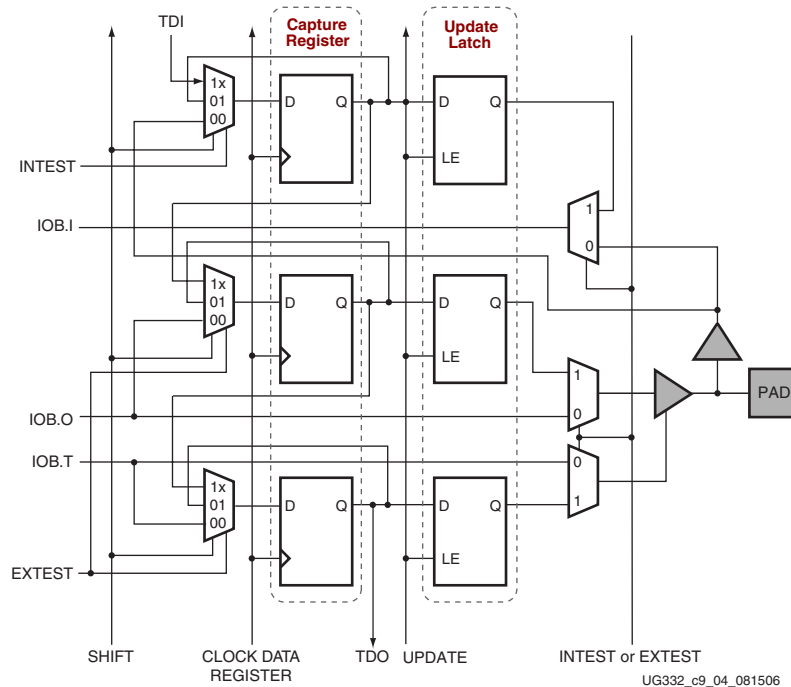 TDI
Capture
Register
Update
Latch
1x
01
00
D
Q
D
Q
LE
INTEST
IOB.I
1
0
1x
01
00
D
Q
D
Q
LE
1
0
PAD
IOB.O
IOB.T
0
1x
01
00
D
Q
D
Q
1
LE
EXTEST
SHIFT
CLOCK DATA
REGISTER
TDO
UPDATE
INTEST or EXTEST
UG332_c9_04_081506